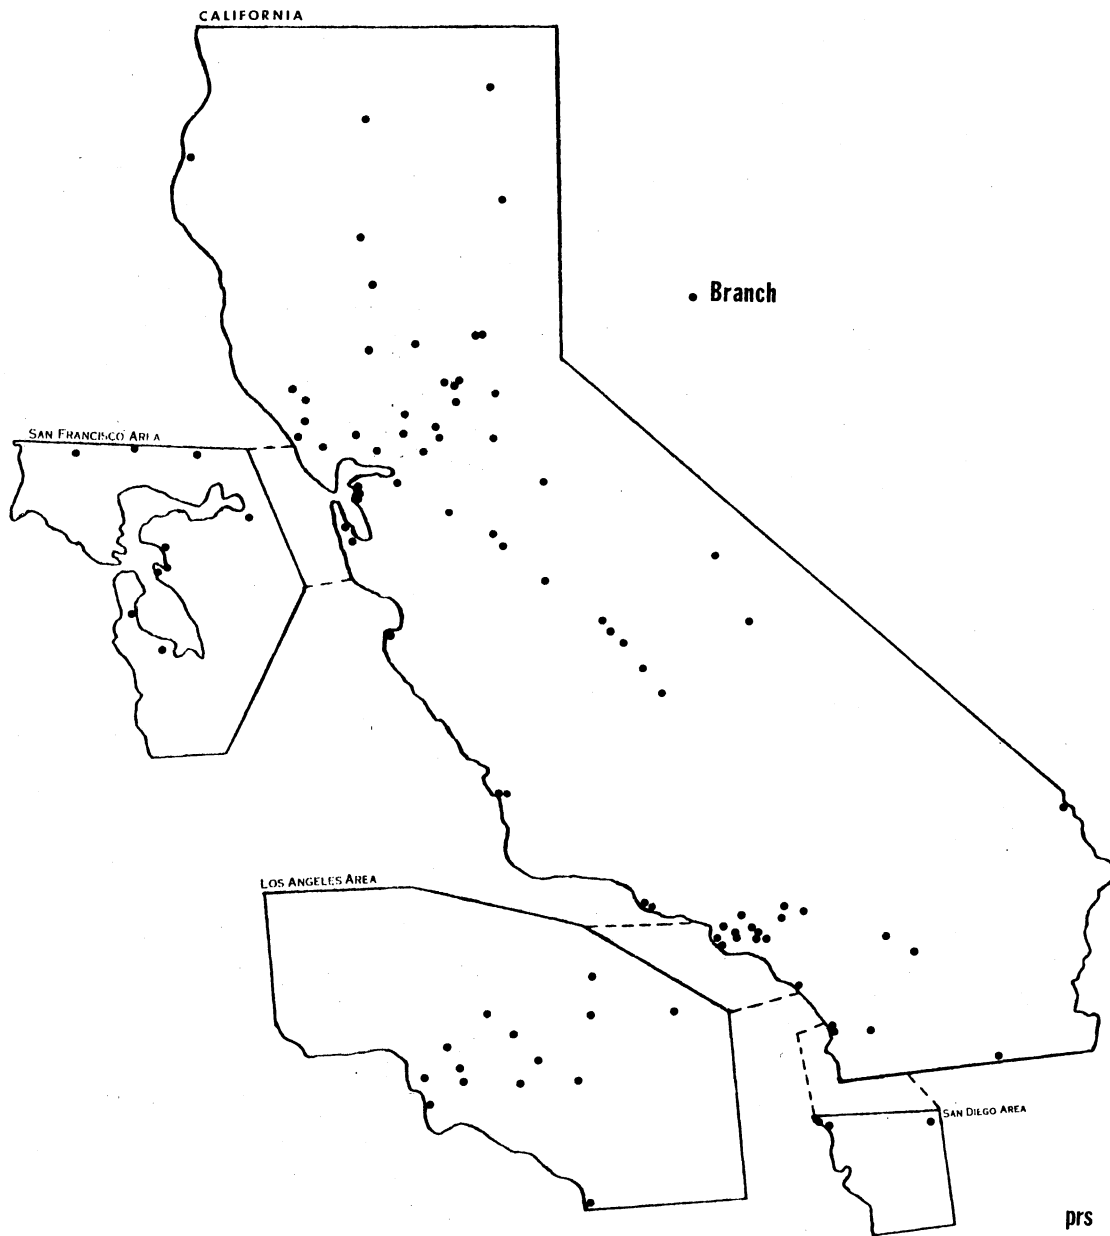 CALIFORNIA
Branch
SAN FRANCISCO AREA
LOS ANGELES AREA
SAN DIEGO AREA
prs